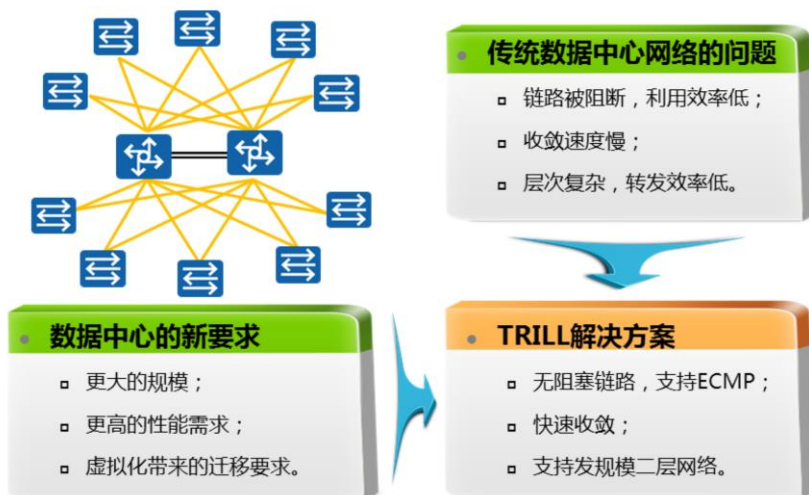 传统数据中心网络的问题
链路被阻断，利用效率低；
收敛速度慢；
层次复杂，转发效率低。
数据中心的新要求
更大的规模；
更高的性能需求；
虚拟化带来的迁移要求。
TRILL解决方案
无阻塞链路，支持ECMP；
快速收敛；
支持发规模二层网络。